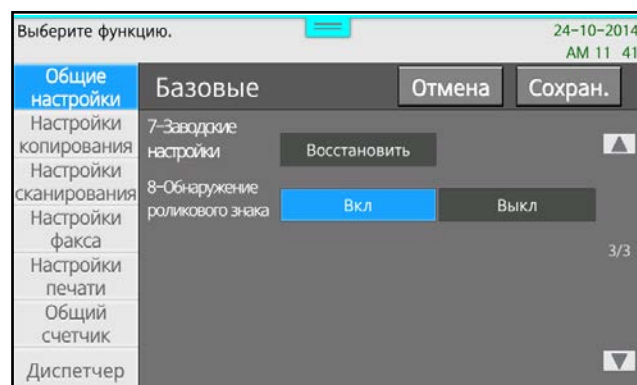 Выберите функцию.
24-10-2014
AM 11 41
Общие
настройки
Базовые
Отмена
Сохран.
Настройки
копирования
Настройки
сканирования
Настройки
факса
Настройки
печати
Общий
счетчик
Диспетчер
7-Заводские
настройки
Восстановить
8-Обнаружение
роликового знака
Вкл
Выкл
3/3